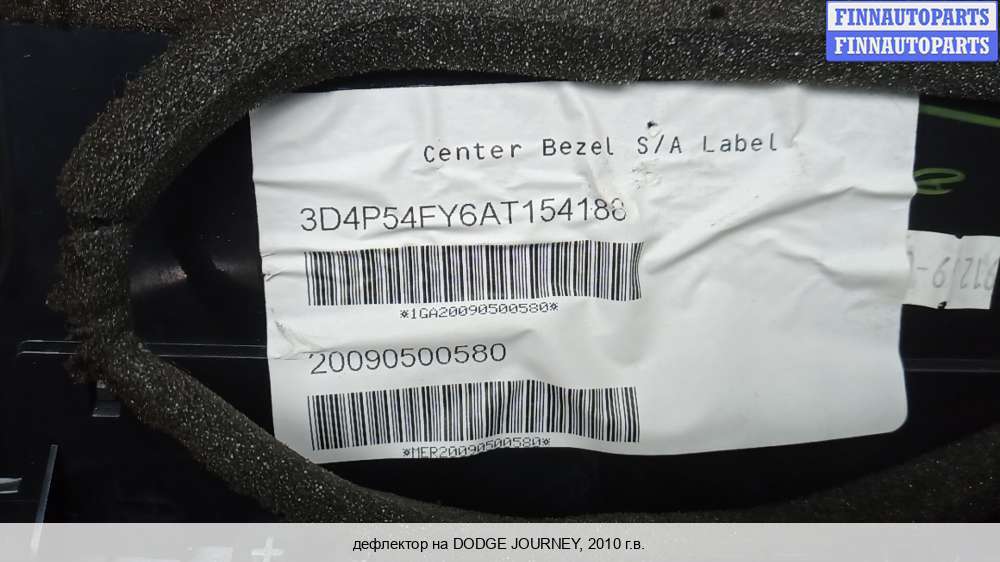 FINNAUTOPARTS
FINNAUTOPARTS
Center Bezel S/A Label
3D4P54FY6AT154188
*1GA20090500580*
20090500580
*MER20090500580*
дефлектор на DODGE JOURNEY, 2010 г.в.